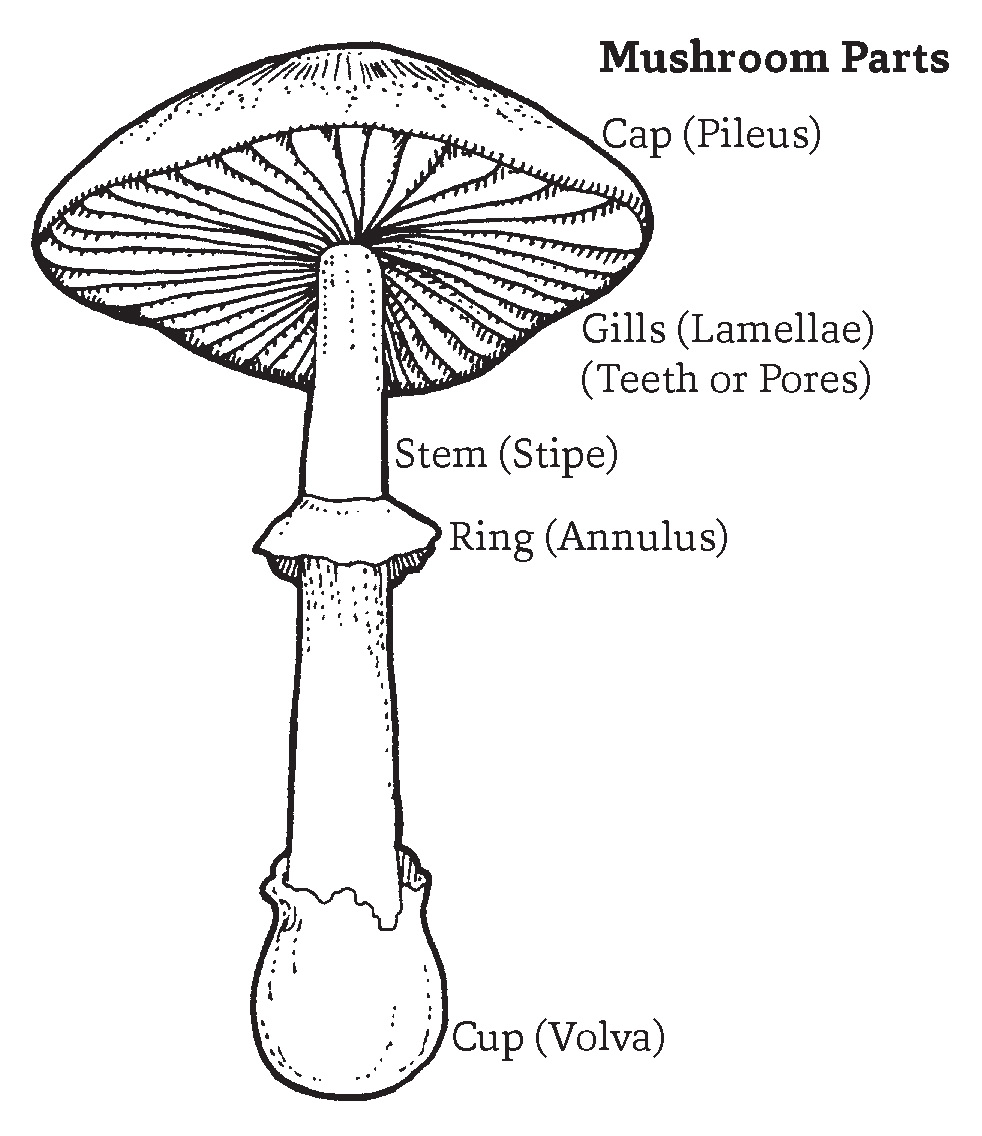 Mushroom Parts
Cap (Pileus)
Gills (Lamellae)
(Teeth or Pores)
Stem (Stipe)
Ring (Annulus)
Cup (Volva)